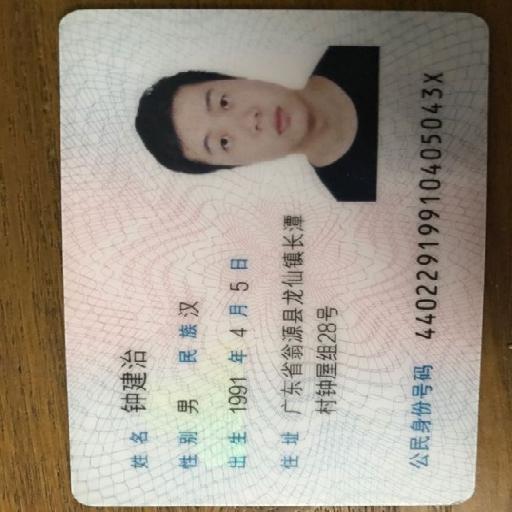 姓名 钟建治
性别 男 民族 汉
出生 1991 年 4 月 5 日
住址 广东省翁源县龙仙镇长潭
村钟屋组28号
公民身份号码 44022919910405043X